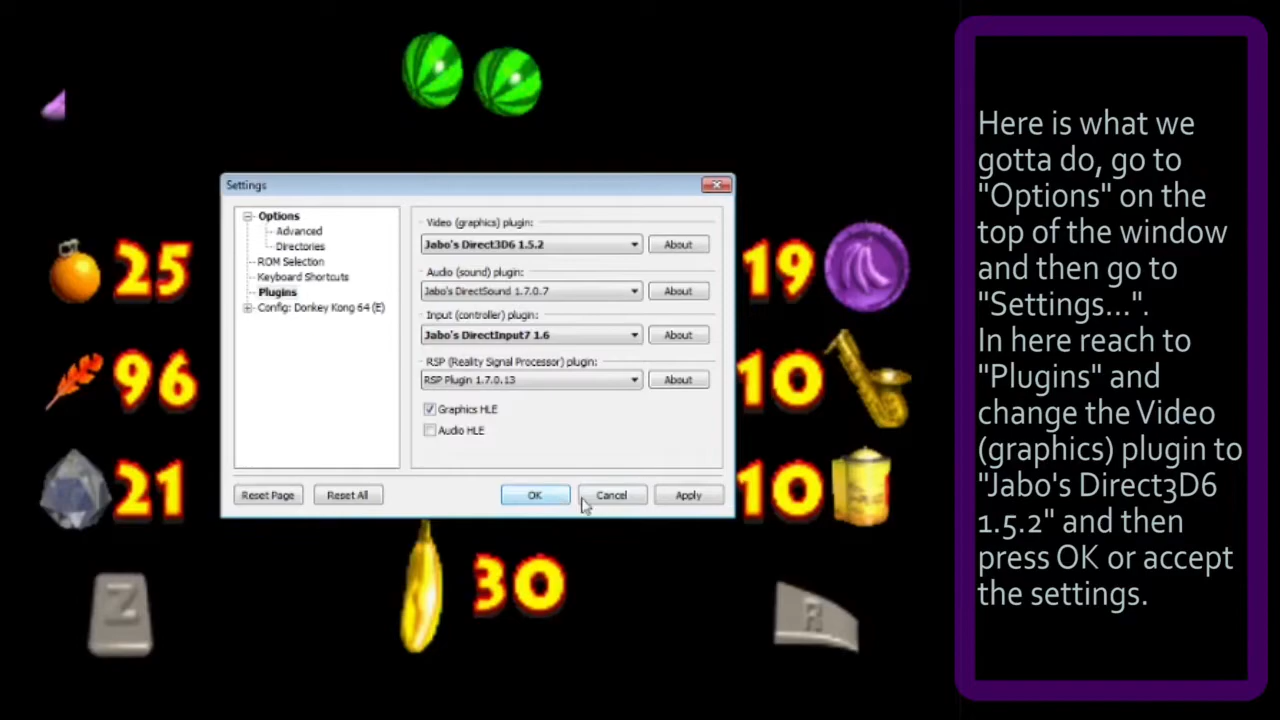 Settings
Options
Advanced
Directories
ROM Selection
Keyboard Shortcuts
Plugins
Config: Donkey Kong 64 (E)
Video (graphics) plugin:
Jabo's Direct3D6 1.5.2
About
Audio (sound) plugin:
Jabo's DirectSound 1.7.0.7
About
Input (controller) plugin:
Jabo's DirectInput7 1.6
About
RSP (Reality Signal Processor) plugin:
RSP Plugin 1.7.0.13
About
Graphics HLE
Audio HLE
Reset Page
Reset All
OK
Cancel
Apply
25
96
21
19
10
10
30
Z
R
Here is what we
gotta do, go to
"Options" on the
top of the window
and then go to
"Settings...".
In here reach to
"Plugins" and
change the Video
(graphics) plugin to
"Jabo's Direct3D6
1.5.2" and then
press OK or accept
the settings.